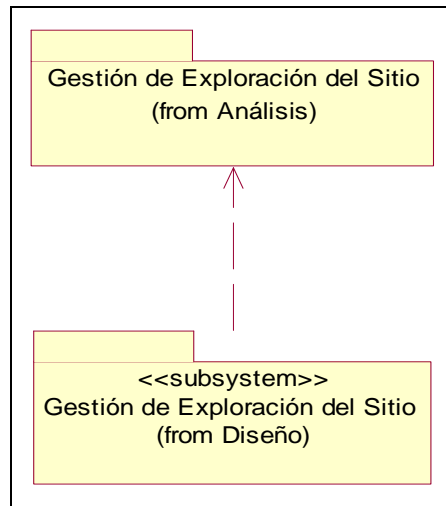 Gestión de Exploración del Sitio
(from Análisis)
<<subsystem>>
Gestión de Exploración del Sitio
(from Diseño)